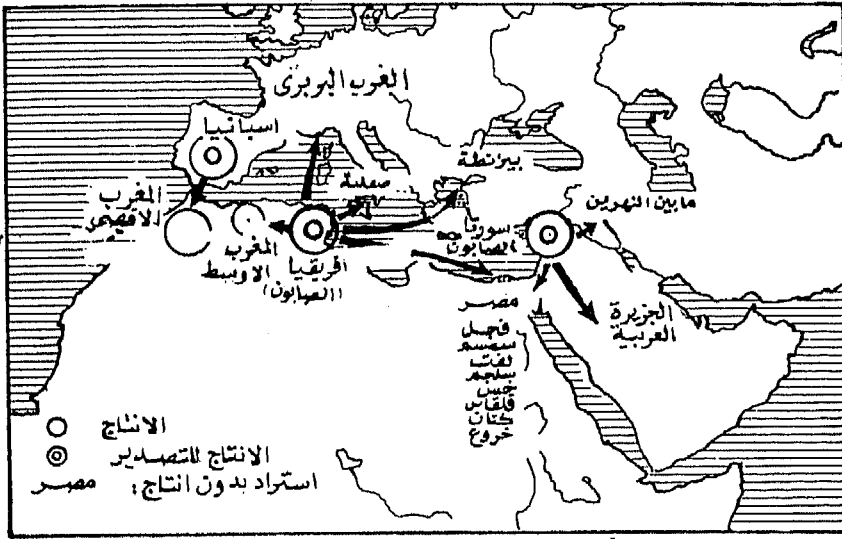 الغرب البربرى
اسبانيا
بيزنطة
صقلية
ما بين النهرين
المغرب
الاقصى
سوريا
الصابون
المغرب
الاوسط
افريقيا
(الصابون)
مصر
فجل
سمسم
لفت
سلجم
خس
قلقاس
كتان
خروع
الجزيرة
العربية
الانتاج
الانتاج للتصدير
استراد بدون انتاج: مصر